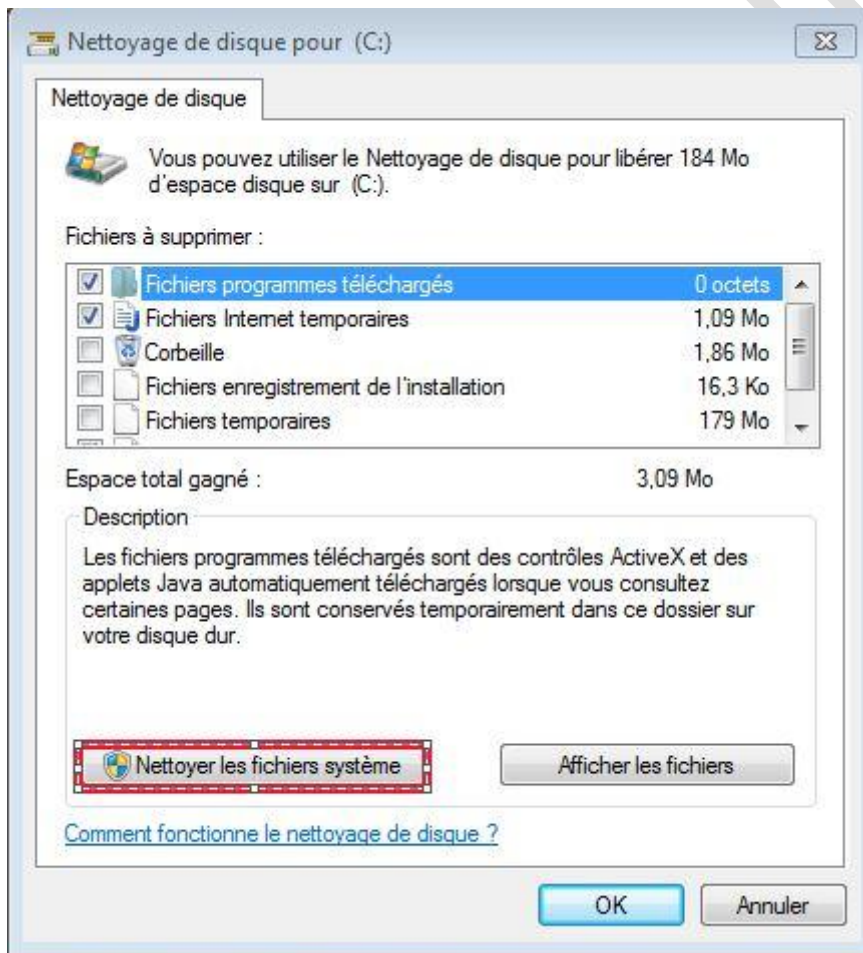 Nettoyage de disque pour (C:)
Nettoyage de disque
Vous pouvez utiliser le Nettoyage de disque pour libérer 184 Mo
d'espace disque sur (C:).
Fichiers à supprimer :
Fichiers programmes téléchargés 0 octets
Fichiers Internet temporaires 1,09 Mo
Corbeille 1,86 Mo
Fichiers enregistrement de l'installation 16,3 Ko
Fichiers temporaires 179 Mo
Espace total gagné : 3,09 Mo
Description
Les fichiers programmes téléchargés sont des contrôles ActiveX et des
applets Java automatiquement téléchargés lorsque vous consultez
certaines pages. Ils sont conservés temporairement dans ce dossier sur
votre disque dur.
Nettoyer les fichiers système Afficher les fichiers
Comment fonctionne le nettoyage de disque ?
OK Annuler